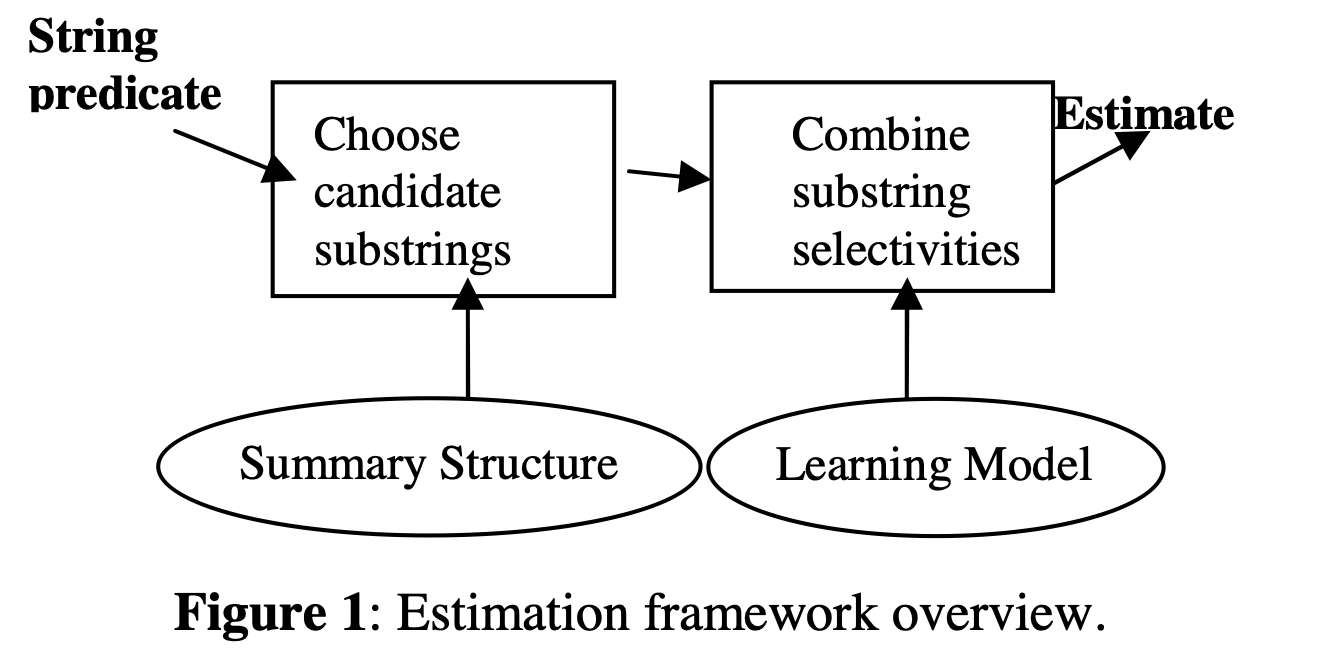 String
predicate
Choose
candidate
substrings
Combine
substring
selectivities
Estimate
Summary Structure
Learning Model
Figure 1: Estimation framework overview.